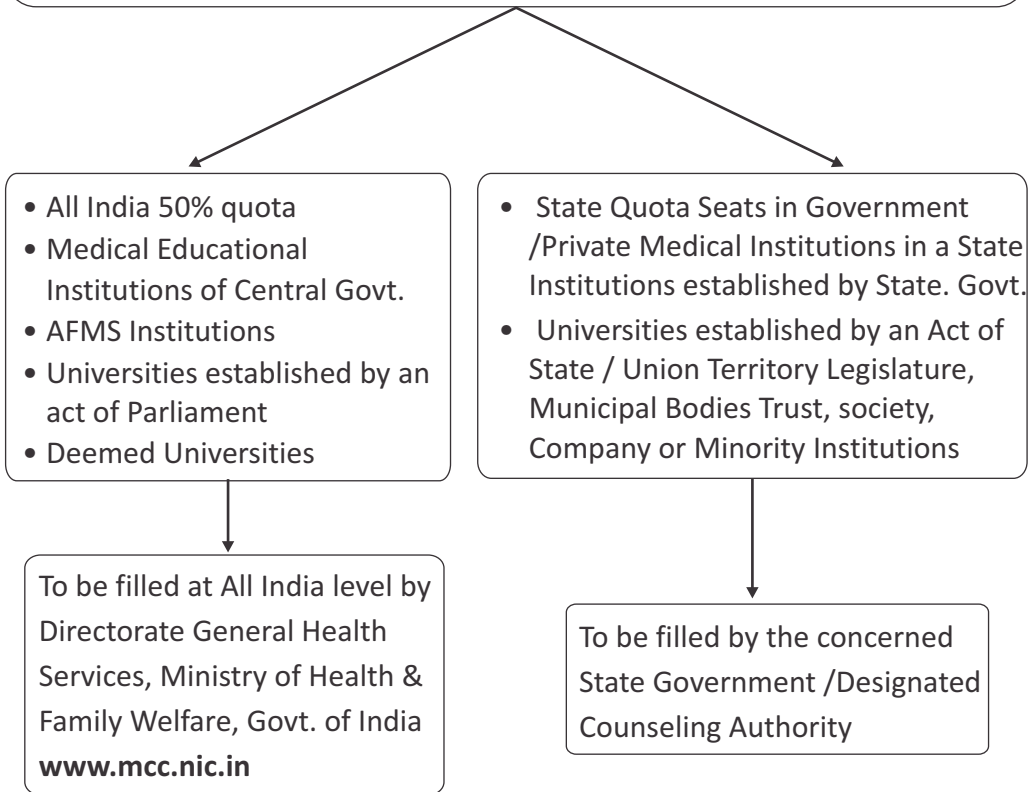 • All India 50% quota
• Medical Educational
Institutions of Central Govt.
• AFMS Institutions
• Universities established by an
act of Parliament
• Deemed Universities
• State Quota Seats in Government
/Private Medical Institutions in a State
Institutions established by State. Govt.
• Universities established by an Act of
State / Union Territory Legislature,
Municipal Bodies Trust, society,
Company or Minority Institutions
To be filled at All India level by
Directorate General Health
Services, Ministry of Health &
Family Welfare, Govt. of India
www.mcc.nic.in
To be filled by the concerned
State Government /Designated
Counseling Authority